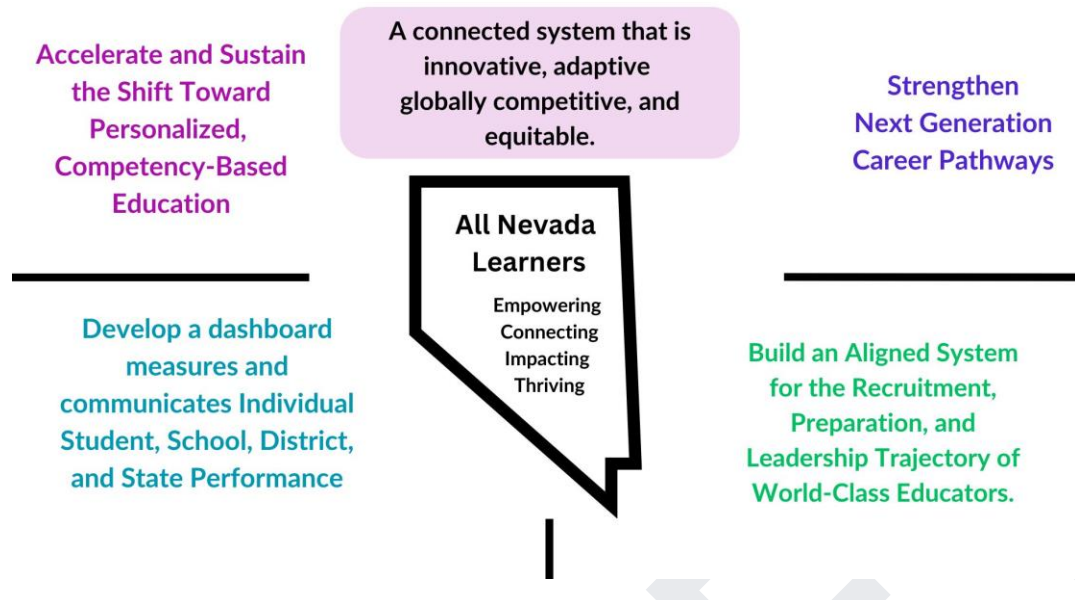 Accelerate and Sustain
the Shift Toward
Personalized,
Competency-Based
Education
A connected system that is
innovative, adaptive
globally competitive, and
equitable.
Strengthen
Next Generation
Career Pathways
All Nevada
Learners
Empowering
Connecting
Impacting
Thriving
Develop a dashboard
measures and
communicates Individual
Student, School, District,
and State Performance
Build an Aligned System
for the Recruitment,
Preparation, and
Leadership Trajectory of
World-Class Educators.